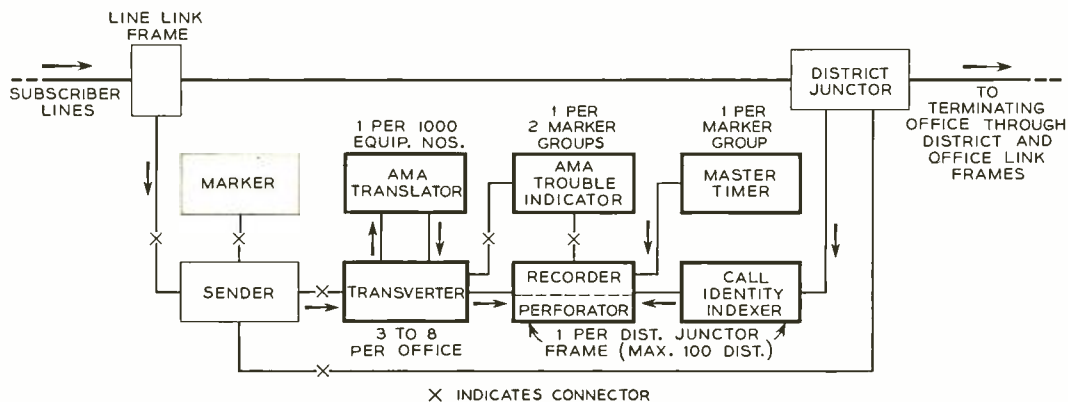 LINE LINK
FRAME
SUBSCRIBER
LINES
DISTRICT
JUNCTOR
TO
TERMINATING
OFFICE THROUGH
DISTRICT AND
OFFICE LINK
FRAMES
1 PER 1000
EQUIP. NOS.
1 PER
2 MARKER
GROUPS
1 PER
MARKER
GROUP
MARKER
AMA
TRANSLATOR
AMA
TROUBLE
INDICATOR
MASTER
TIMER
SENDER
TRANSVERTER
RECORDER
PERFORATOR
CALL
IDENTITY
INDEXER
3 TO 8
PER OFFICE
1 PER DIST. JUNCTOR
FRAME (MAX. 100 DIST.)
X INDICATES CONNECTOR